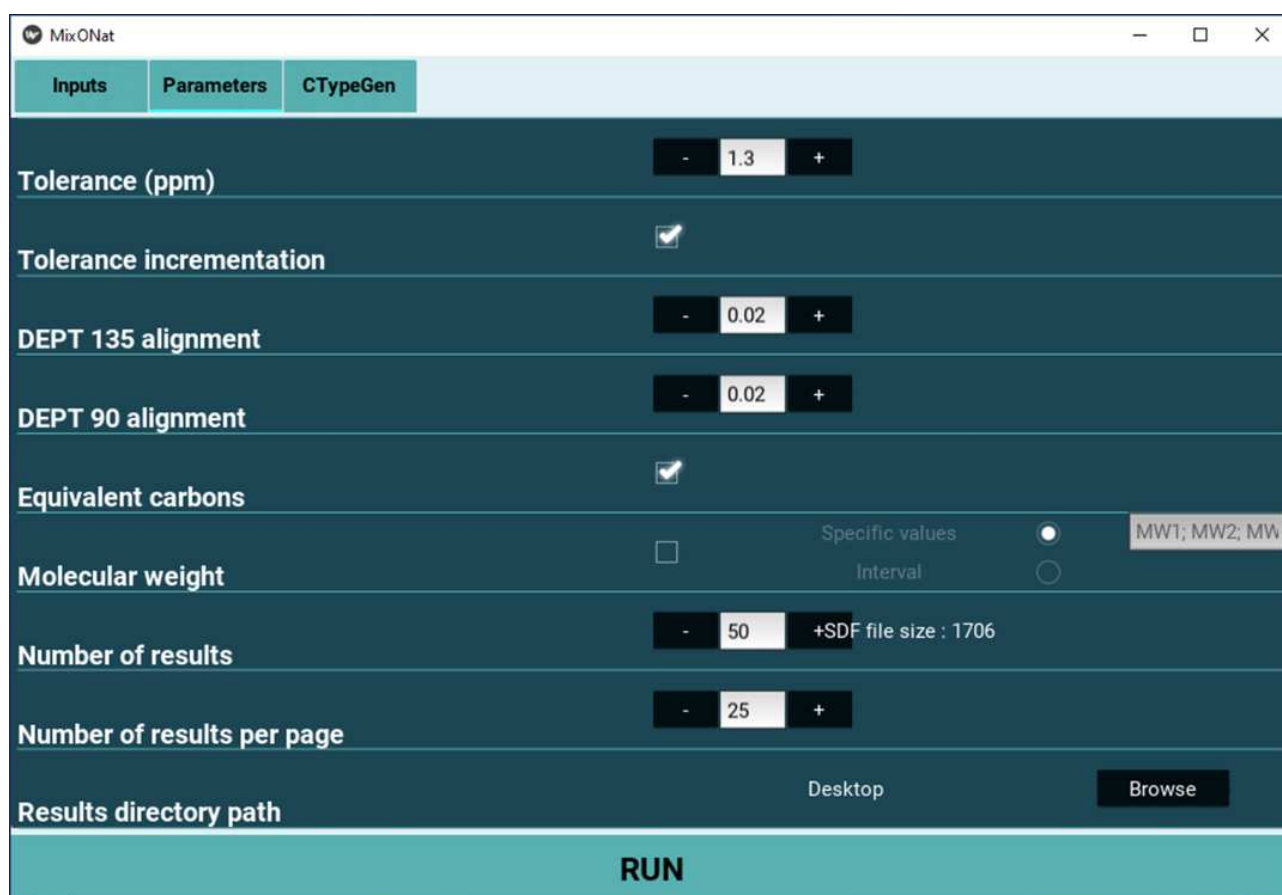 MixONat
Inputs Parameters CTypeGen
Tolerance (ppm) - 1.3 +
Tolerance incrementation
DEPT 135 alignment - 0.02 +
DEPT 90 alignment - 0.02 +
Equivalent carbons
Specific values MW1; MW2; MW
Molecular weight
Interval
Number of results - 50 +SDF file size : 1706
Number of results per page - 25 +
Results directory path Desktop Browse
RUN